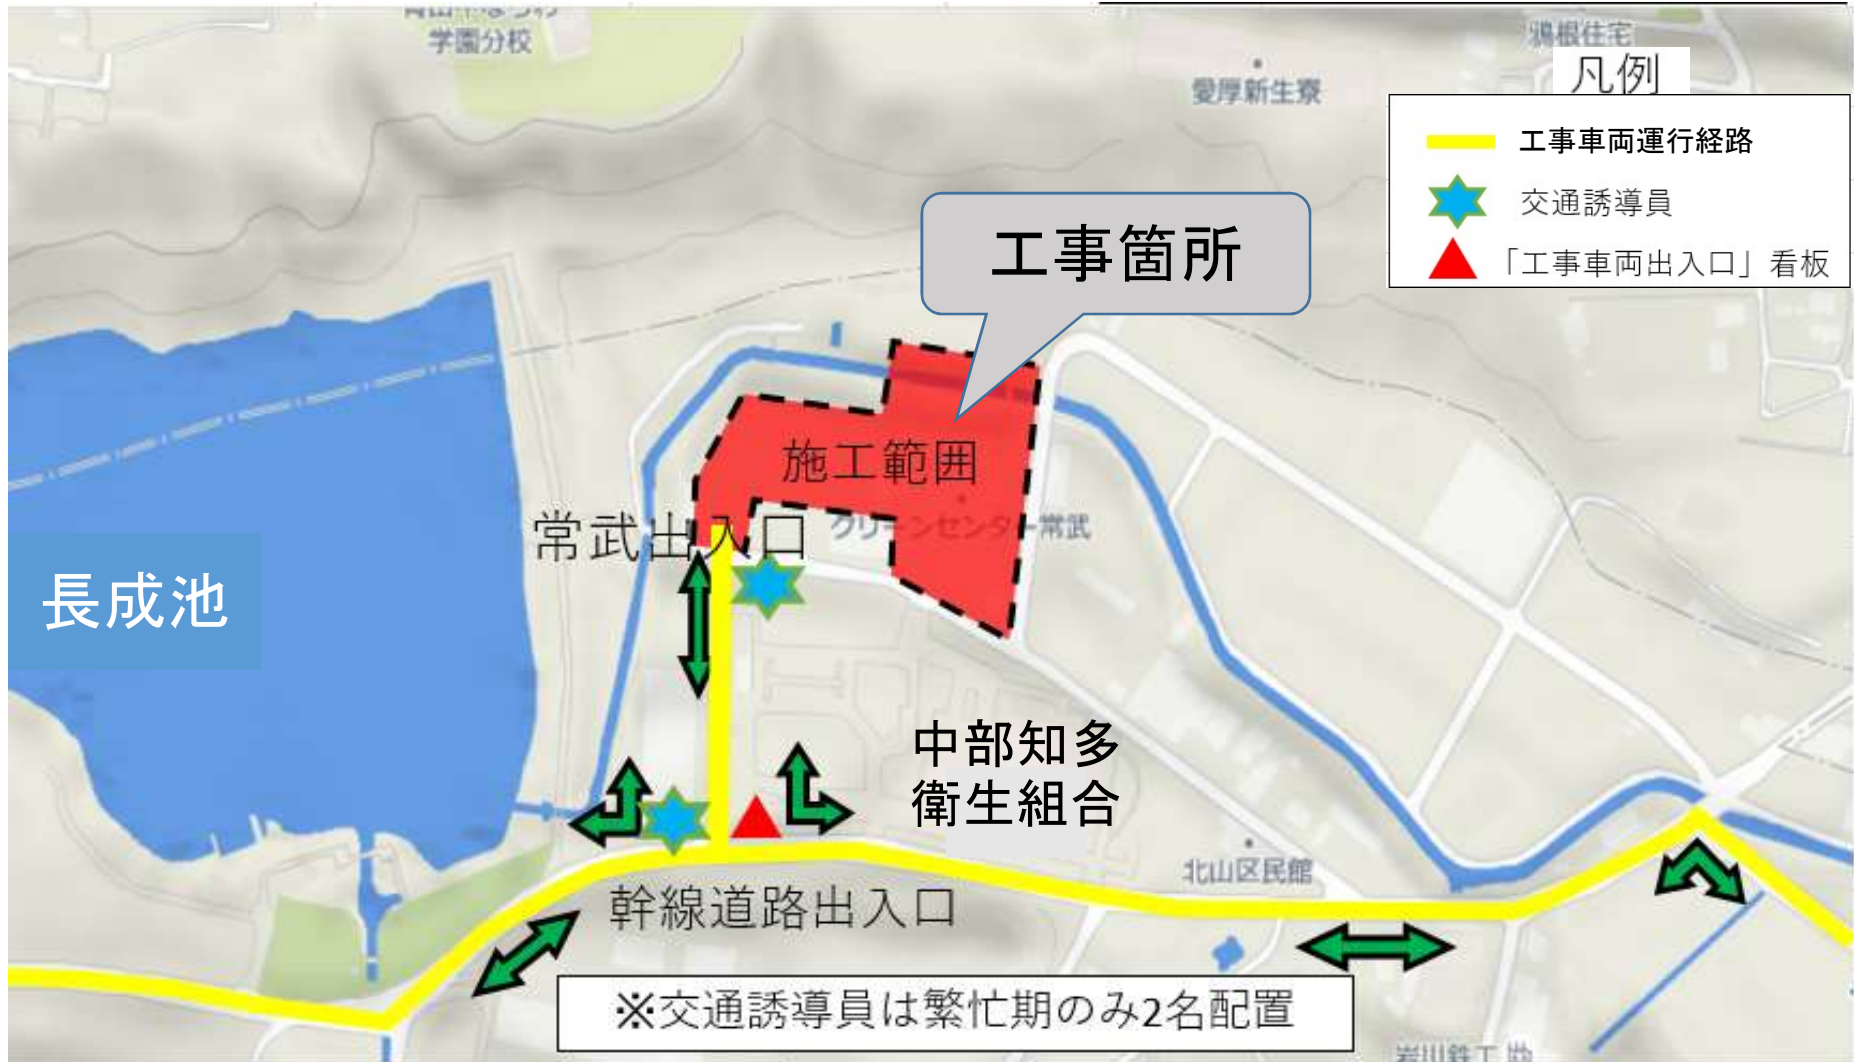 学園分校
鴉根住宅
愛厚新生寮
凡例
工事車両運行経路
交通誘導員
「工事車両出入口」看板
工事箇所
施工範囲
常武出入口
クリーンセンター常武
長成池
中部知多
衛生組合
北山区民館
幹線道路出入口
※交通誘導員は繁忙期のみ2名配置